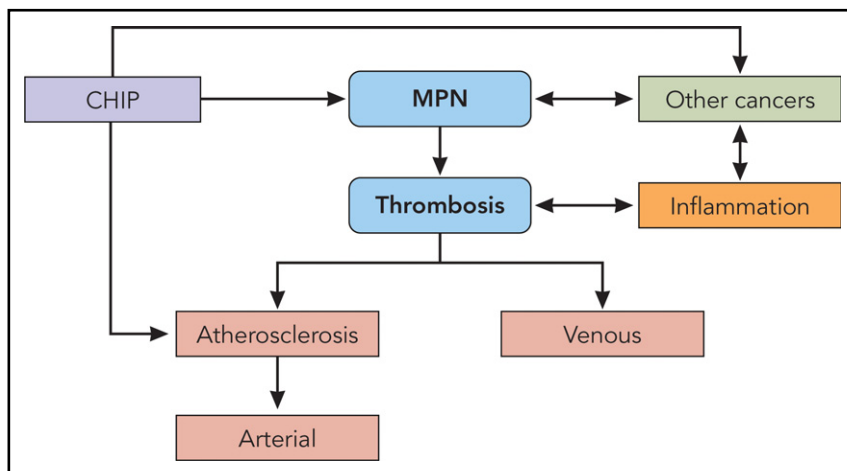 CHIP
MPN
Other cancers
Thrombosis
Inflammation
Atherosclerosis
Venous
Arterial